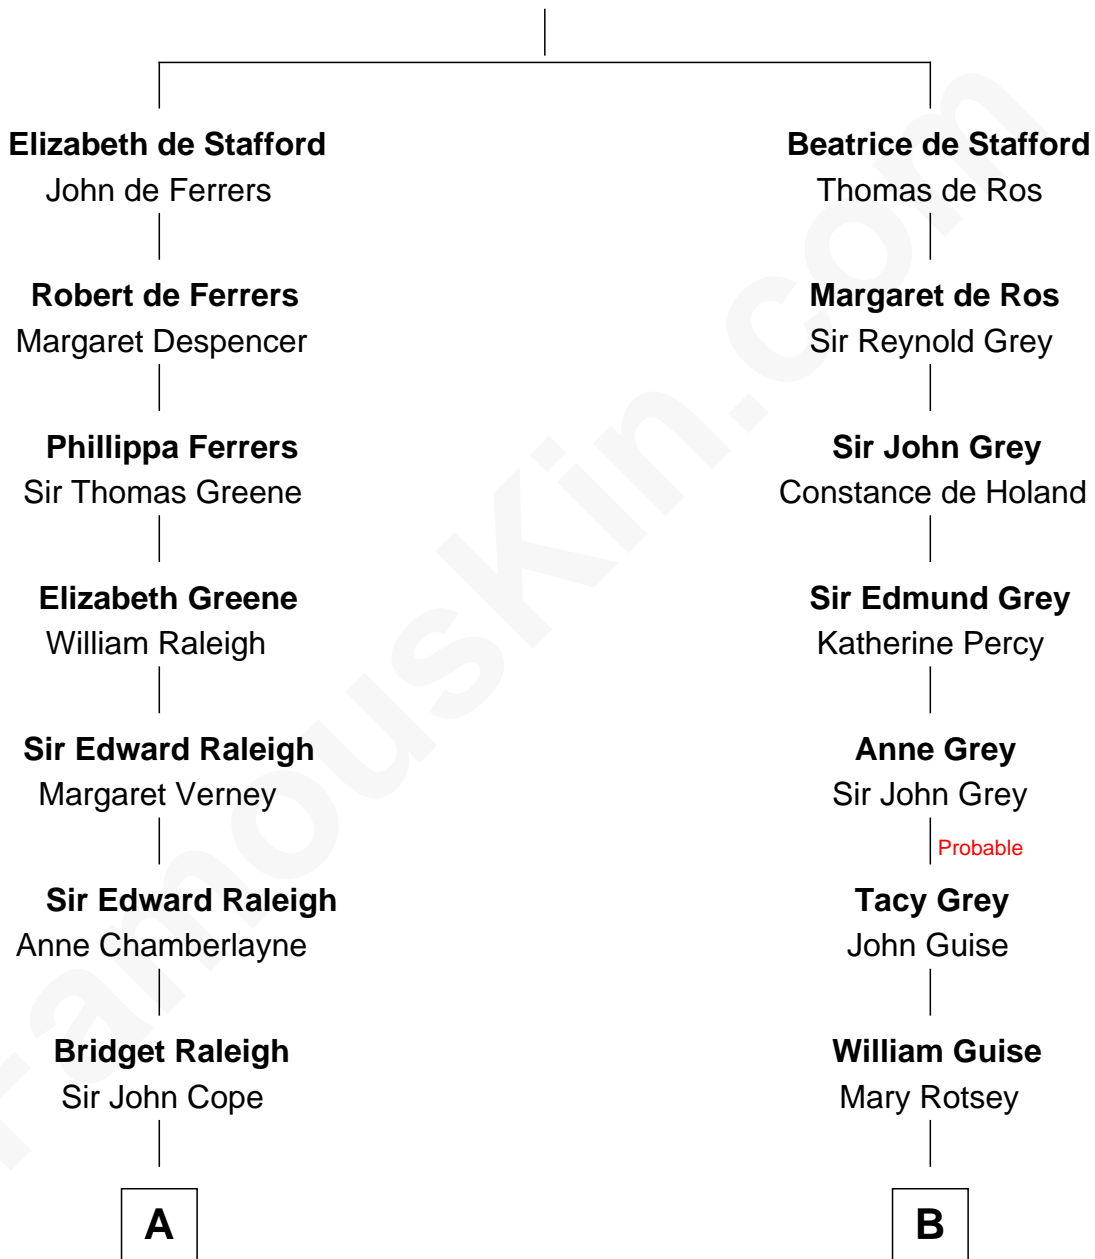 Elizabeth de Stafford
John de Ferrers
Robert de Ferrers
Margaret Despencer
Phillippa Ferrers
Sir Thomas Greene
Elizabeth Greene
William Raleigh
Sir Edward Raleigh
Margaret Verney
Sir Edward Raleigh
Anne Chamberlayne
Bridget Raleigh
Sir John Cope
A
Beatrice de Stafford
Thomas de Ros
Margaret de Ros
Sir Reynold Grey
Sir John Grey
Constance de Holand
Sir Edmund Grey
Katherine Percy
Anne Grey
Sir John Grey
Probable
Tacy Grey
John Guise
William Guise
Mary Rotsey
B
FamousKin.com